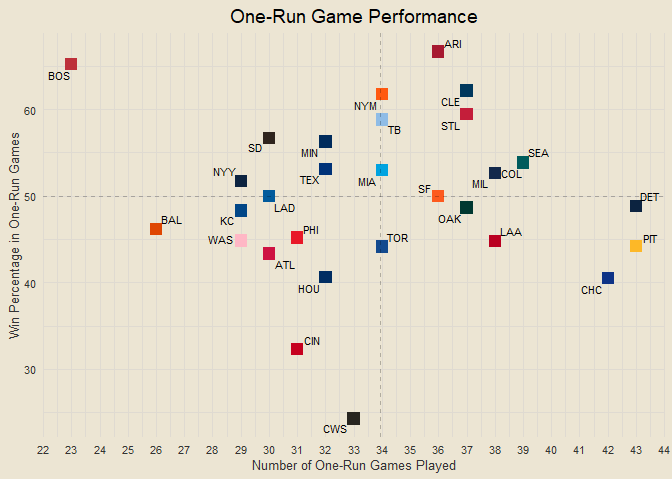 One-Run Game Performance
ARI
BOS
CLE
NYM
STL
TB
SD
MIN
SEA
NYY
TEX
MIA
COL
MIL
SF
DET
LAD
KC
OAK
BAL
PHI
LAA
WAS
TOR
PIT
ATL
HOU
CHC
CIN
CWS
Win Percentage in One-Run Games
60
50
40
30
22 23 24 25 26 27 28 29 30 31 32 33 34 35 36 37 38 39 40 41 42 43 44
Number of One-Run Games Played